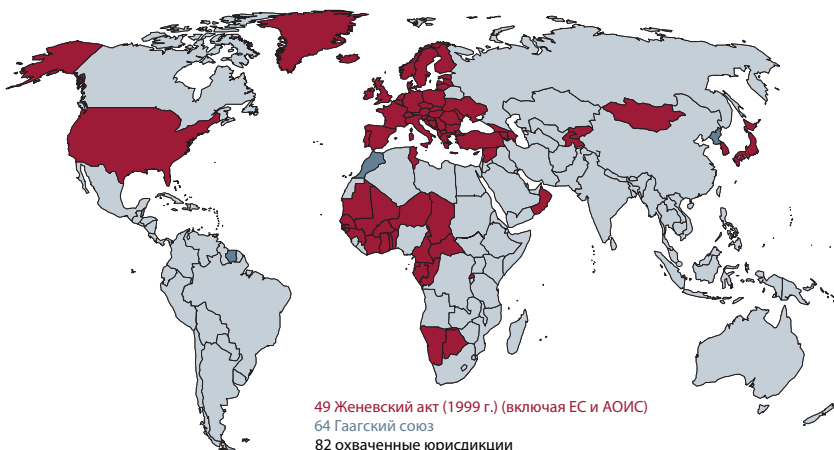 49 Женевский акт (1999 г.) (включая ЕС и АОИС)
64 Гаагский союз
82 охваченные юрисдикции